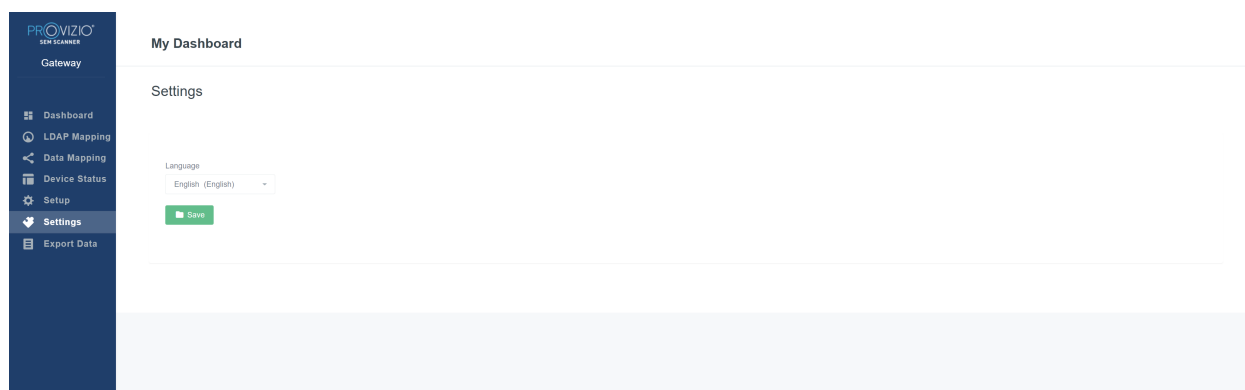 PROVIZIO®
SEM SCANNER
Gateway
Dashboard
LDAP Mapping
Data Mapping
Device Status
Setup
Settings
Export Data
My Dashboard
Settings
Language
English (English)
Save